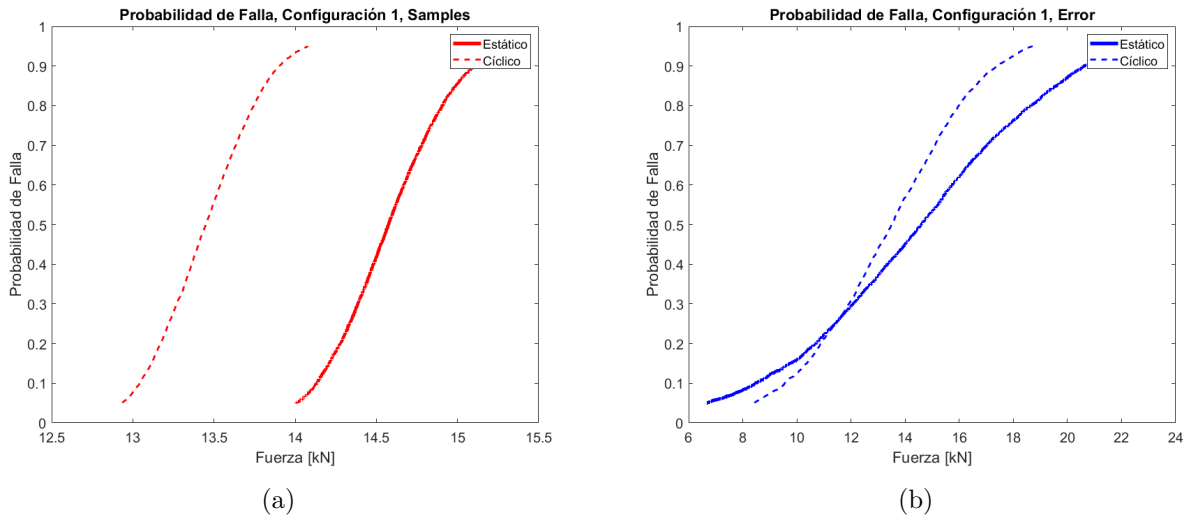 Probabilidad de Falla, Configuración 1, Samples
1
0.9
0.8
0.7
0.6
0.5
0.4
0.3
0.2
0.1
0
Probabilidad de Falla
Estático
Cíclico
12.5 13 13.5 14 14.5 15 15.5
Fuerza [kN]
(a)
Probabilidad de Falla, Configuración 1, Error
1
0.9
0.8
0.7
0.6
0.5
0.4
0.3
0.2
0.1
0
Probabilidad de Falla
Estático
Cíclico
6 8 10 12 14 16 18 20 22 24
Fuerza [kN]
(b)